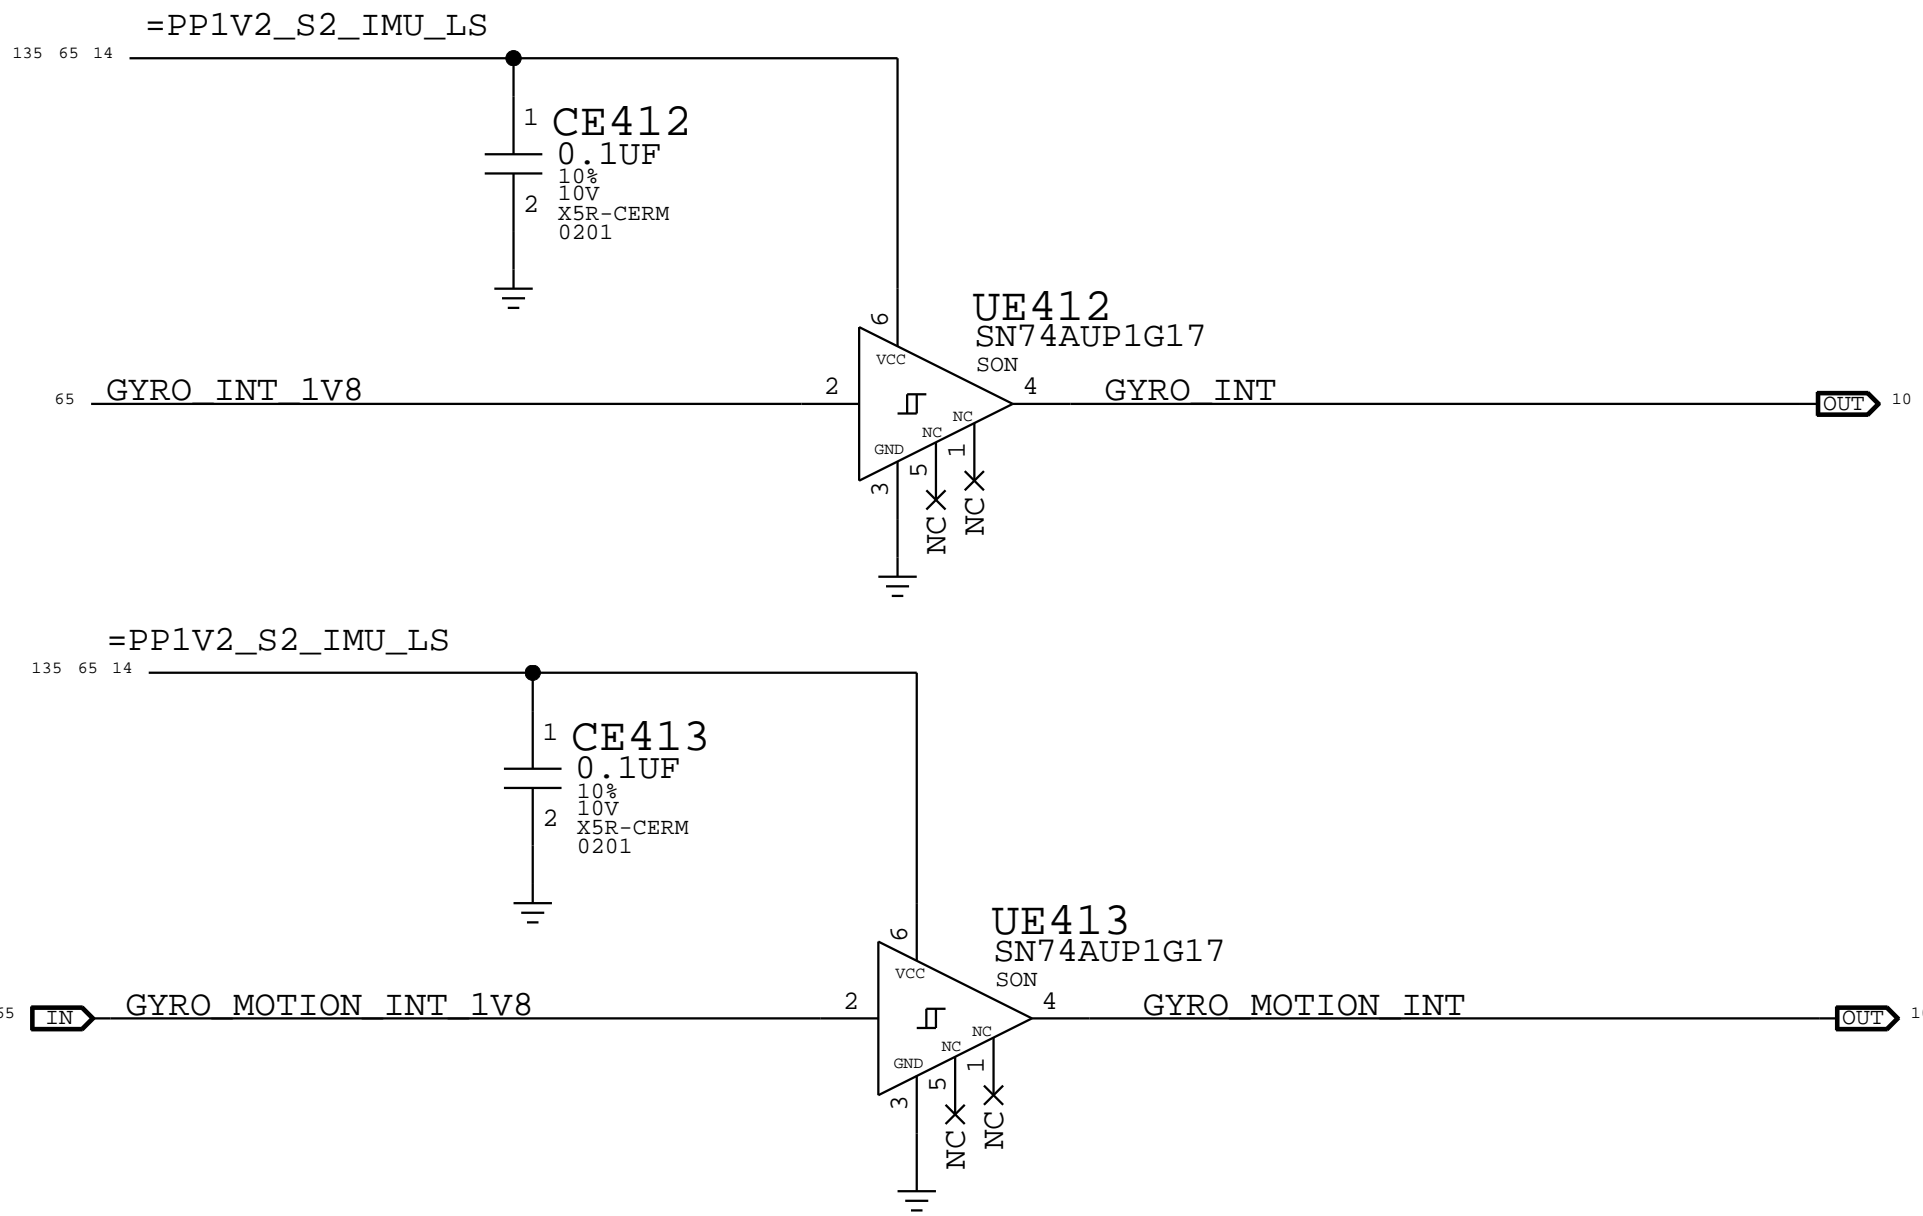 =PP1V2_S2_IMU_LS
135 65 14
1 CE412
0.1UF
10%
10V
2 X5R-CERM
0201
UE412
SN74AUP1G17
SON
6
VCC
65 GYRO_INT_1V8 2 4 GYRO_INT OUT 10
NC
NC
GND
1
5
3
NC
NC
=PP1V2_S2_IMU_LS
135 65 14
1 CE413
0.1UF
10%
10V
2 X5R-CERM
0201
UE413
SN74AUP1G17
SON
6
VCC
IN GYRO_MOTION_INT_1V8 2 4 GYRO_MOTION_INT OUT
NC
NC
GND
1
5
3
NC
NC